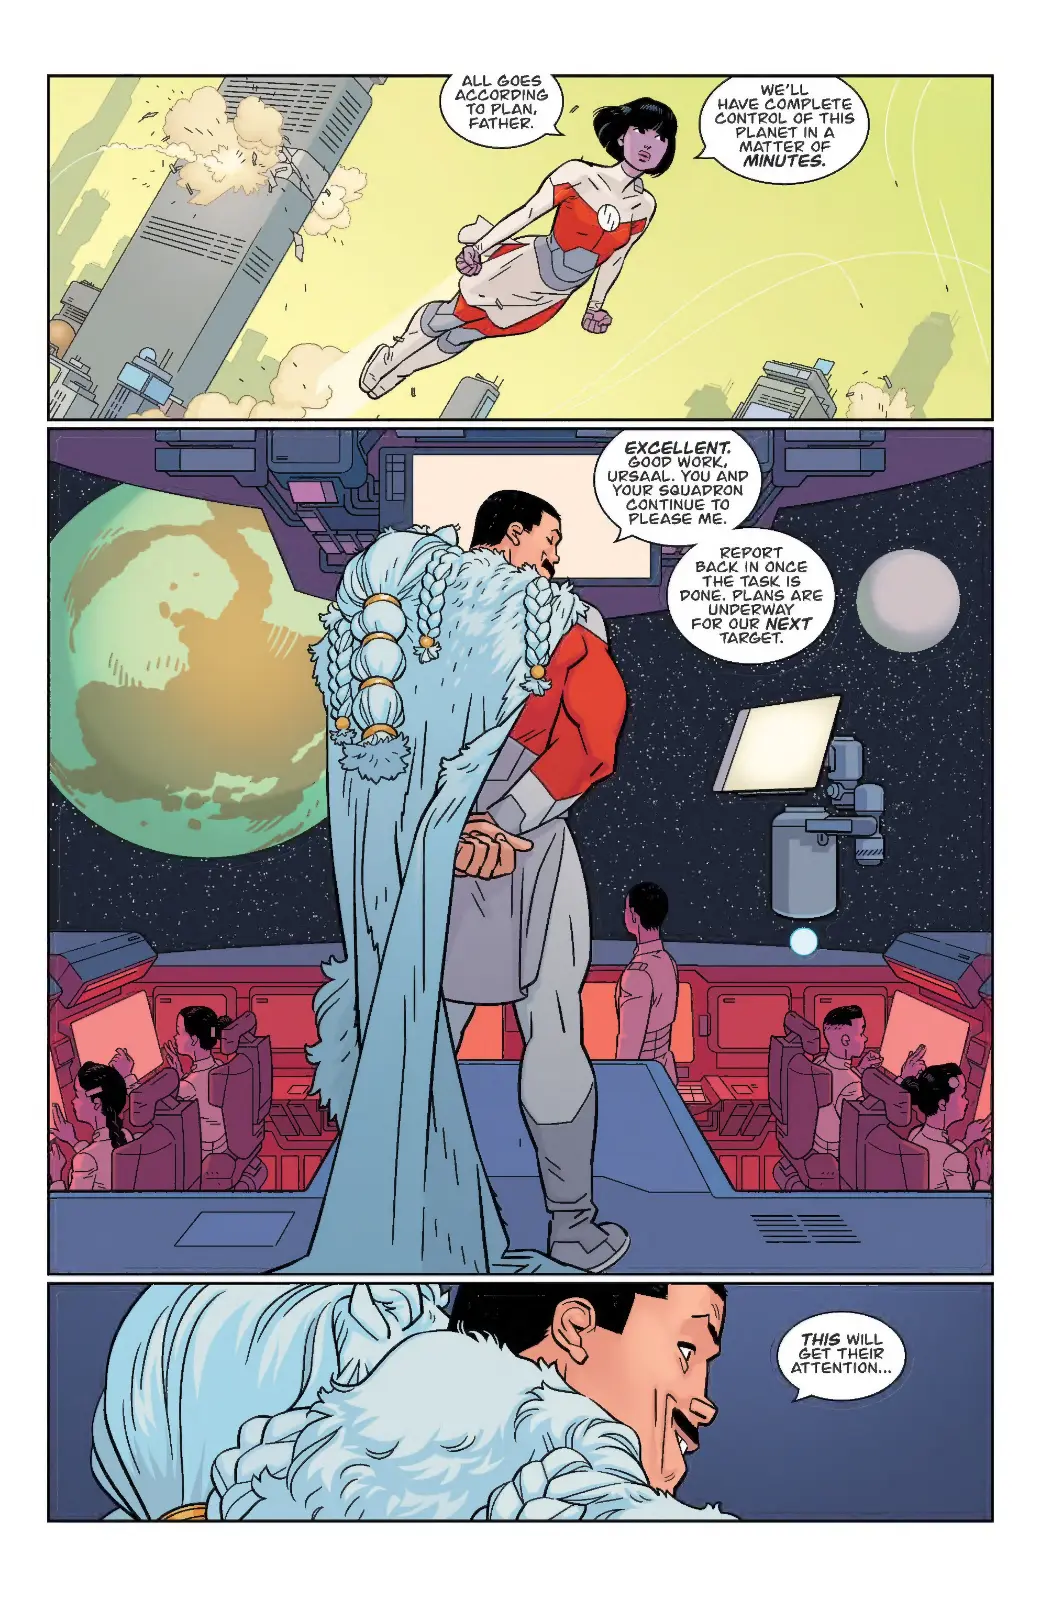 ALL GOES
ACCORDING
TO PLAN,
FATHER.
WE'LL
HAVE COMPLETE
CONTROL OF THIS
PLANET IN A
MATTER OF
MINUTES.
EXCELLENT.
GOOD WORK,
URSAAL. YOU AND
YOUR SQUADRON
CONTINUE TO
PLEASE ME.
REPORT
BACK IN ONCE
THE TASK IS
DONE. PLANS ARE
UNDERWAY
FOR OUR NEXT
TARGET.
THIS WILL
GET THEIR
ATTENTION...